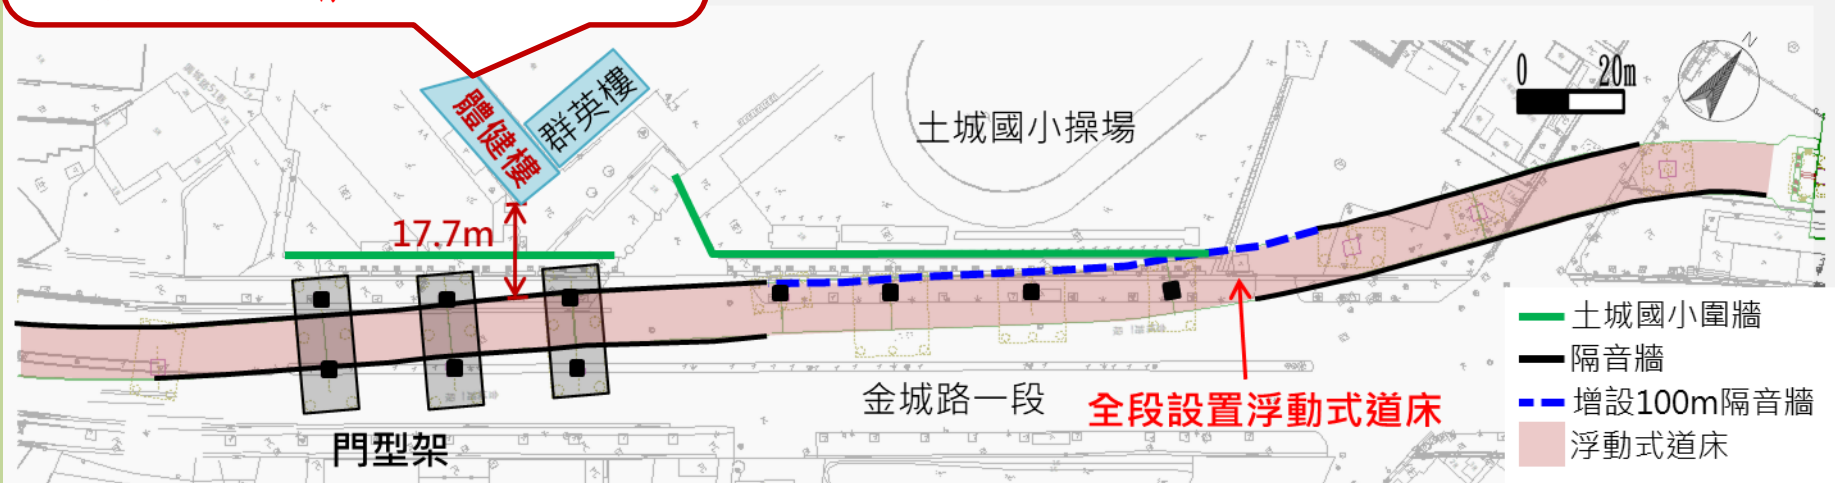 體健樓
群英樓
土城國小操場
0 20m
N
17.7m
門型架
金城路一段
全段設置浮動式道床
土城國小圍牆
隔音牆
增設100m隔音牆
浮動式道床